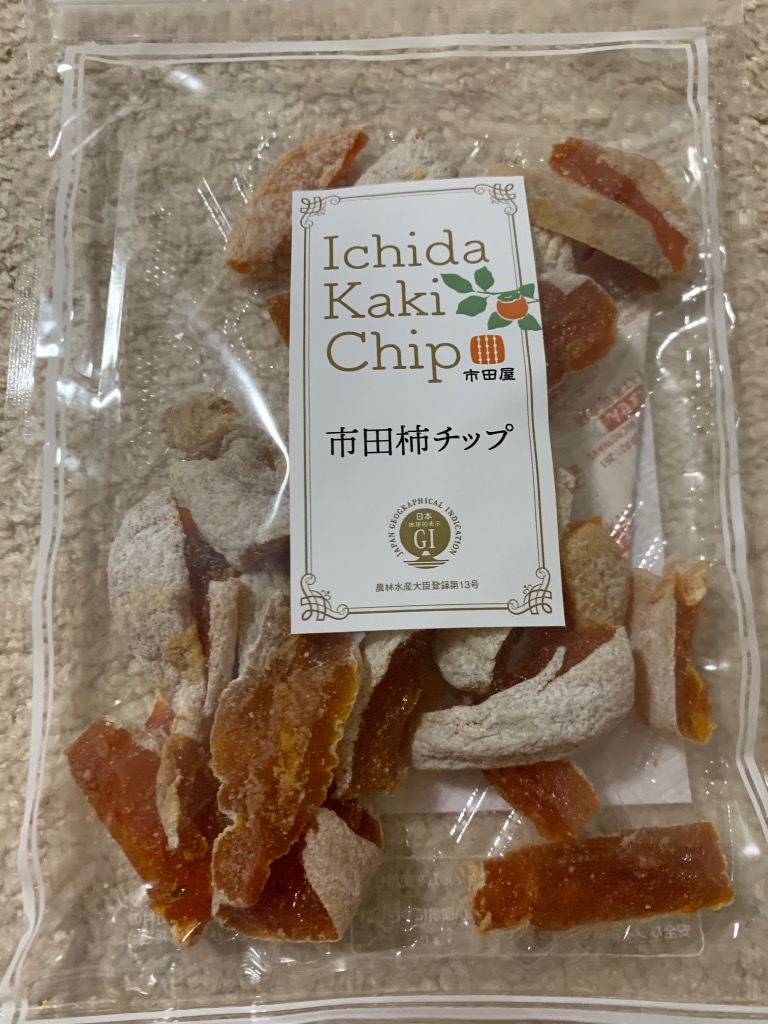 Ichida
Kaki
Chip
市田屋
市田柿チップ
JAPAN GEOGRAPHICAL INDICATION
日本
地理的表示
GI
農林水産大臣登録第13号